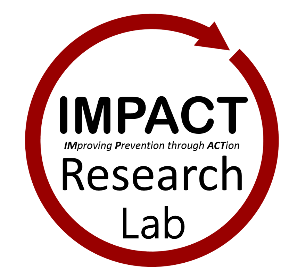 IMPACT
IMproving Prevention through ACTion
Research
Lab